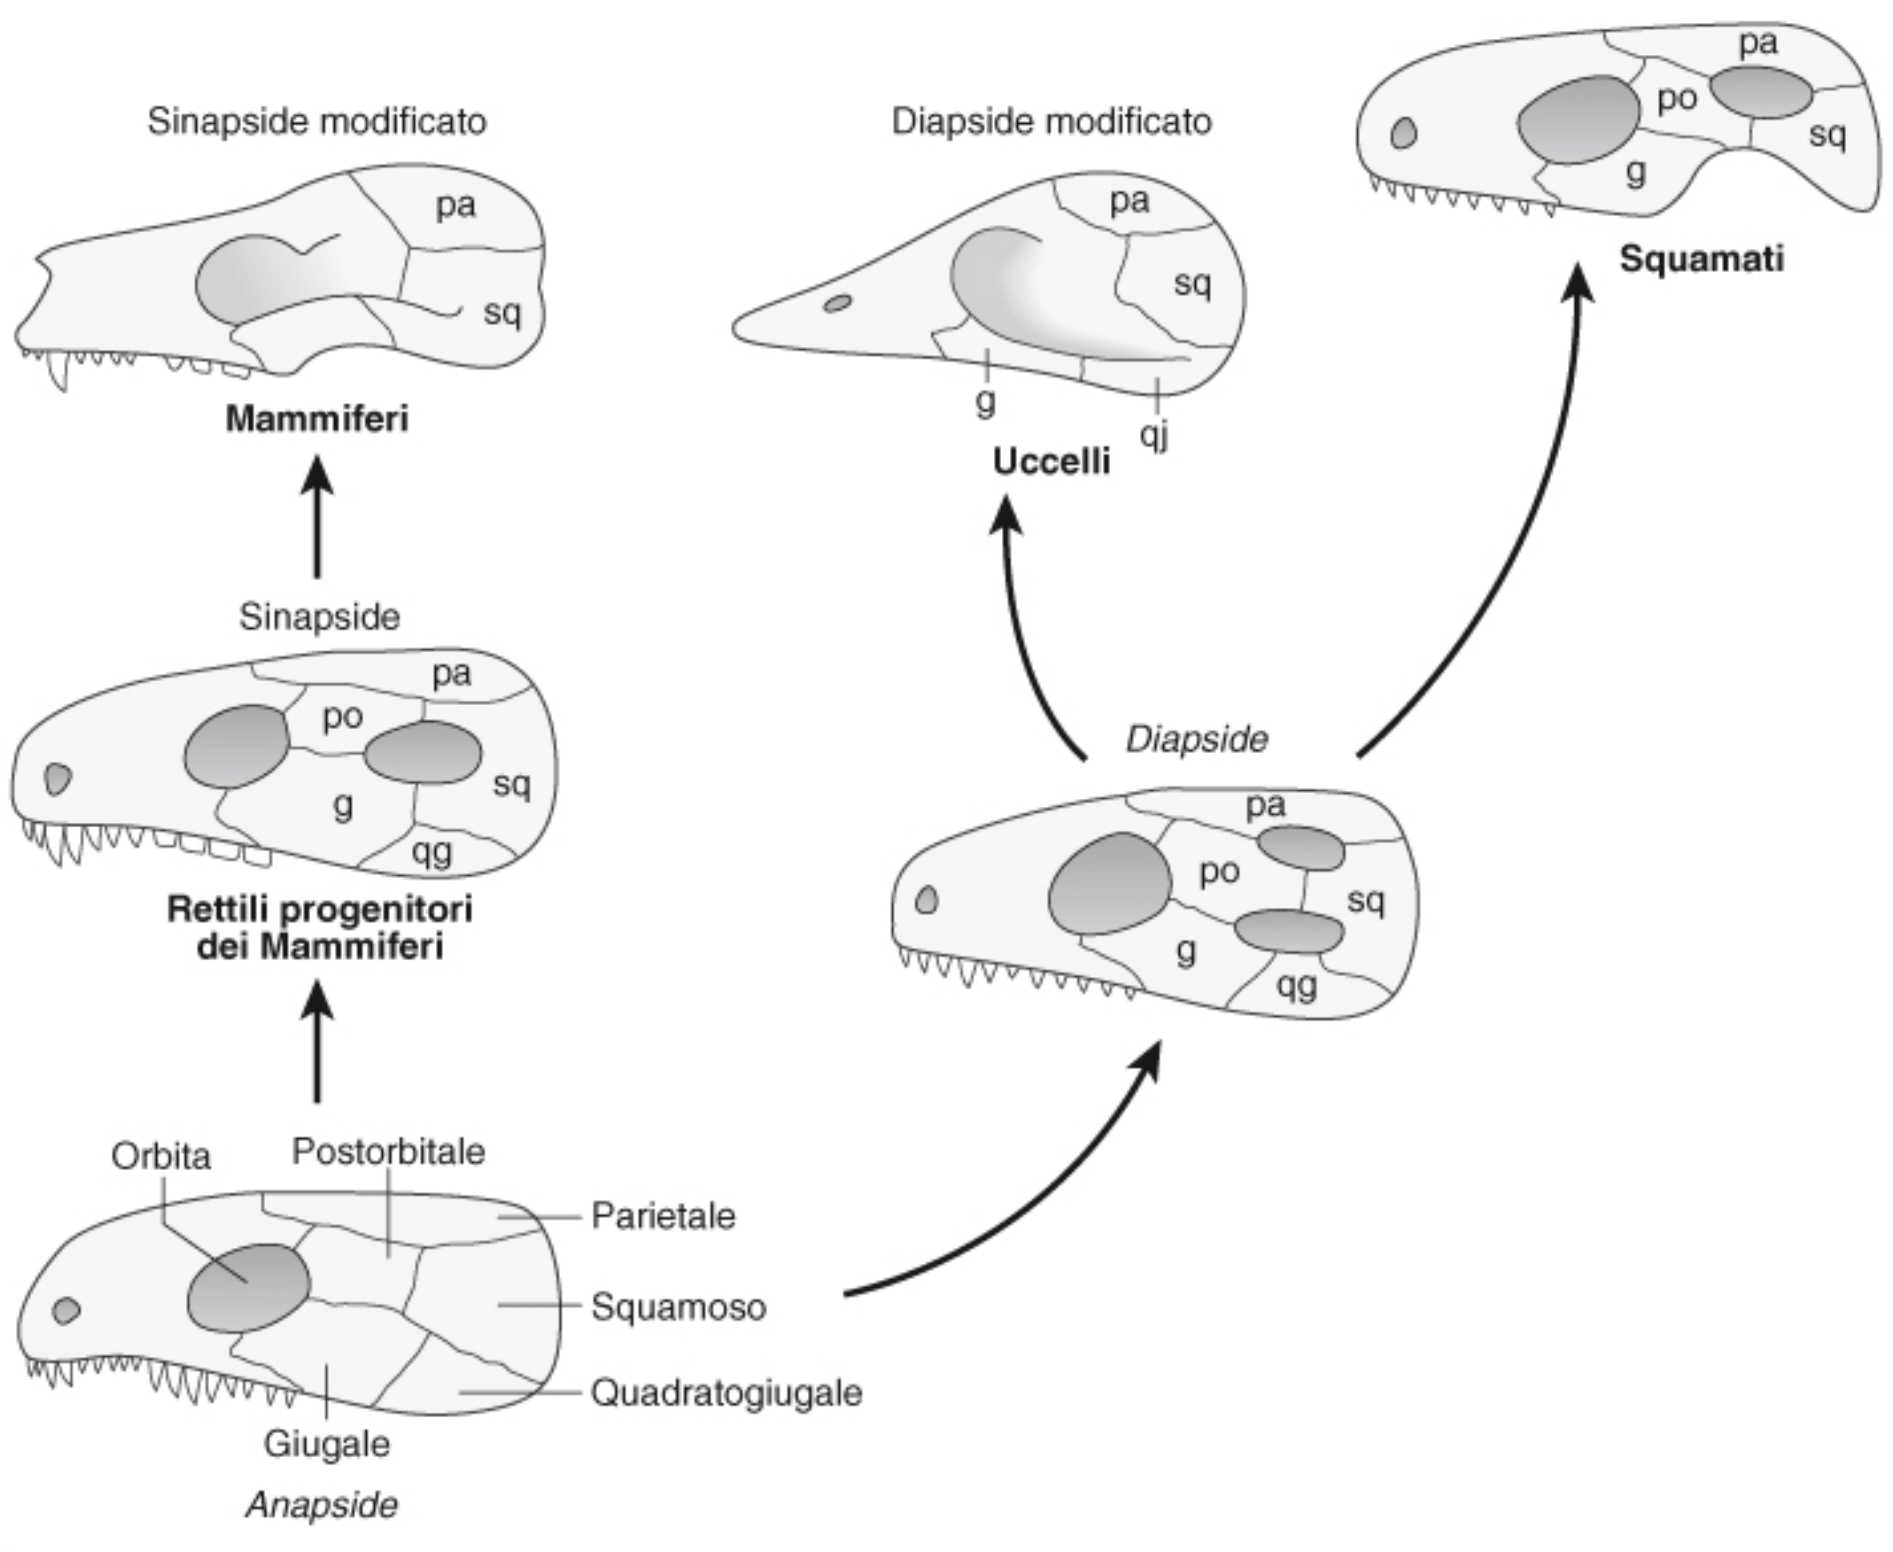 pa
po
sq
g
Squamati
Sinapside modificato
pa
sq
Mammiferi
Diapside modificato
pa
sq
g
qj
Uccelli
Sinapside
pa
po
sq
g
qg
Rettili progenitori
dei Mammiferi
Diapside
pa
po
sq
g
qg
Orbita
Postorbitale
Parietale
Squamoso
Quadratogiugale
Giugale
Anapside